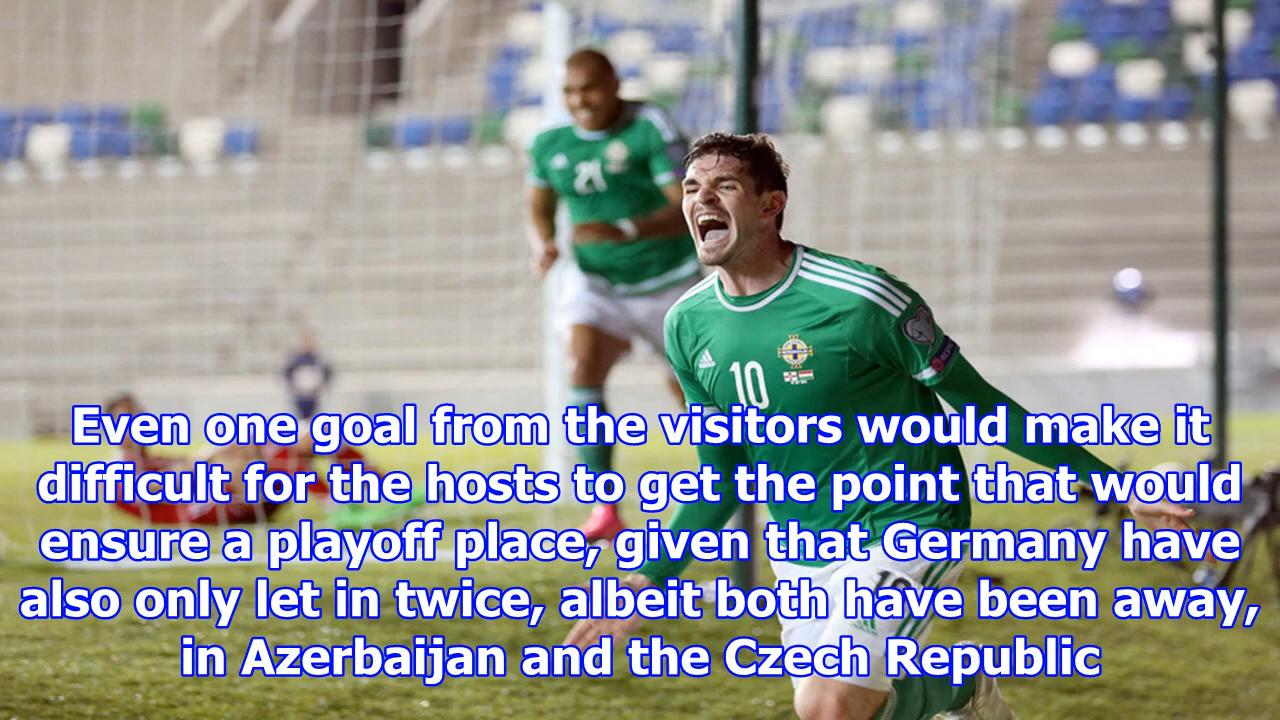 21
10
Even one goal from the visitors would make it
difficult for the hosts to get the point that would
ensure a playoff place, given that Germany have
also only let in twice, albeit both have been away,
in Azerbaijan and the Czech Republic